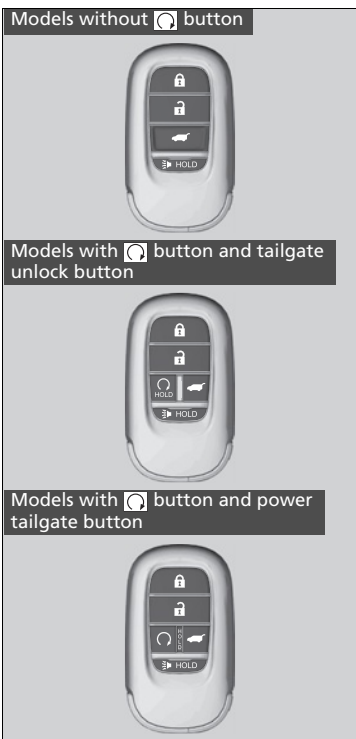 Models without button
HOLD
Models with button and tailgate
unlock button
HOLD
HOLD
Models with button and power
tailgate button
HOLD
HOLD